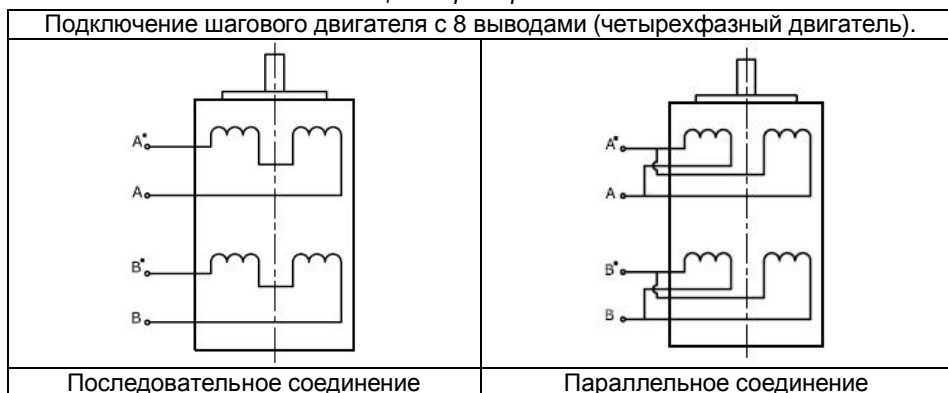 Подключение шагового двигателя с 8 выводами (четырехфазный двигатель).
A•
A
B•
B
A•
A
B•
B
Последовательное соединение
Параллельное соединение